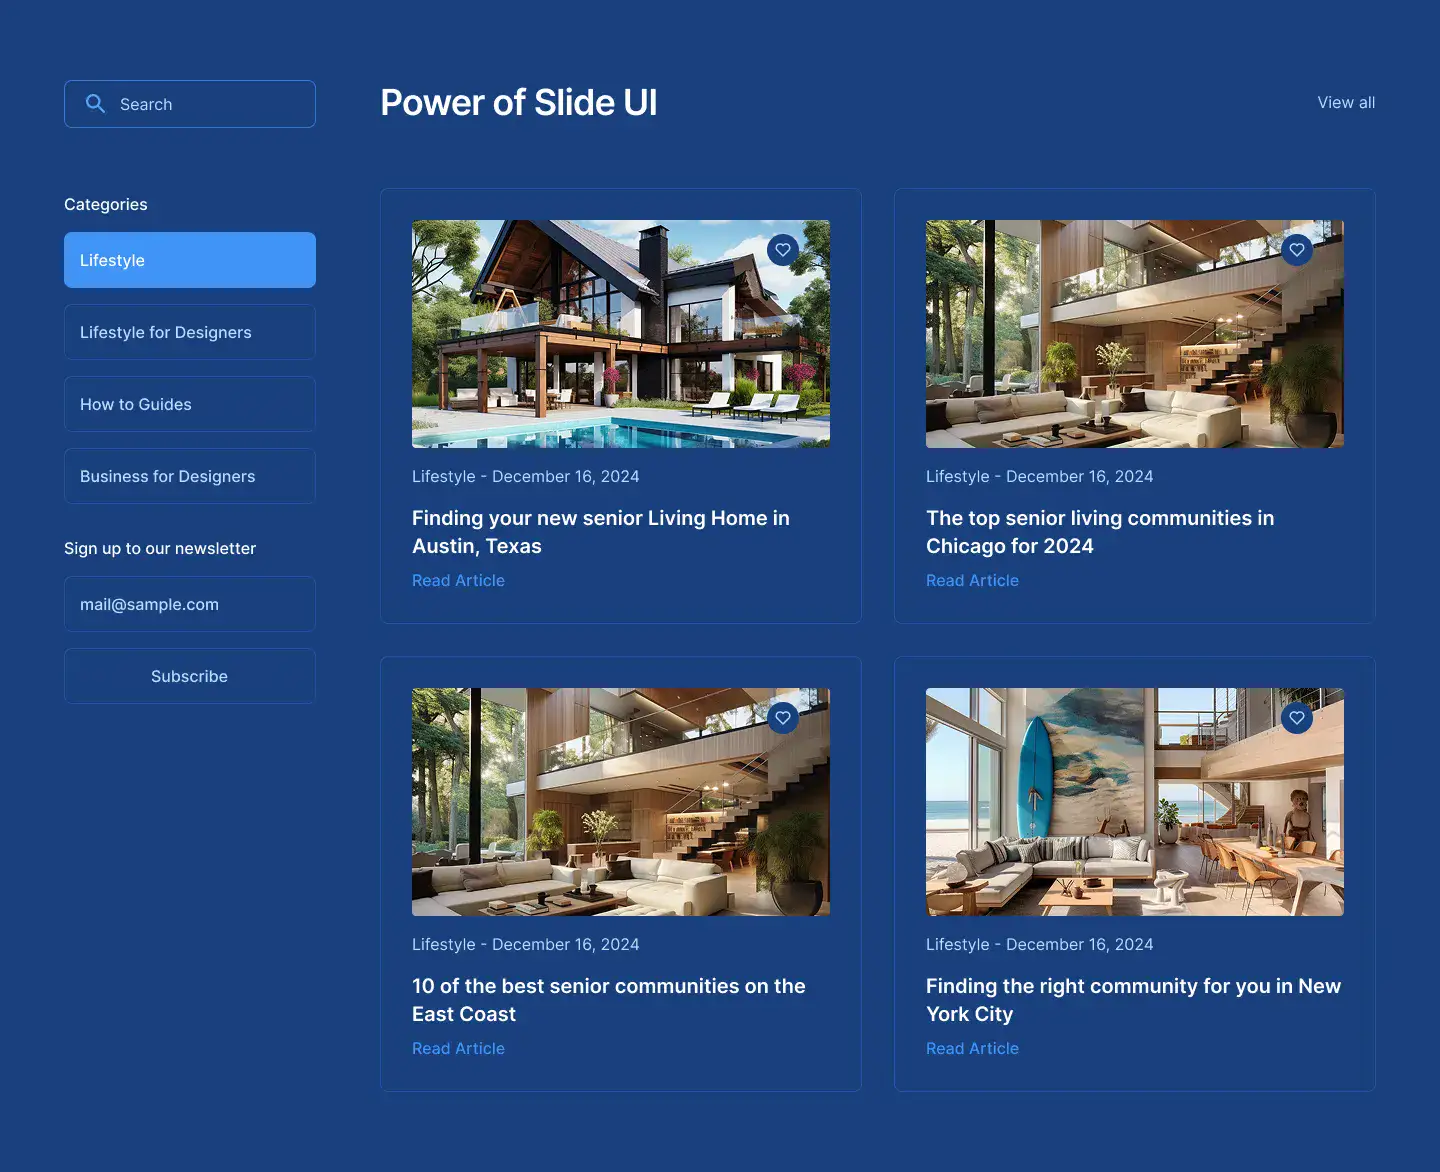 Search
Power of Slide UI
View all
Categories
Lifestyle
Lifestyle for Designers
How to Guides
Business for Designers
Sign up to our newsletter
mail@sample.com
Subscribe
Lifestyle - December 16, 2024
Finding your new senior Living Home in
Austin, Texas
Read Article
Lifestyle - December 16, 2024
The top senior living communities in
Chicago for 2024
Read Article
Lifestyle - December 16, 2024
10 of the best senior communities on the
East Coast
Read Article
Lifestyle - December 16, 2024
Finding the right community for you in New
York City
Read Article